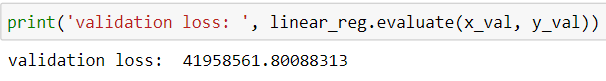 print('validation loss: ', linear_reg.evaluate(x_val, y_val))
validation loss:  41958561.80088313